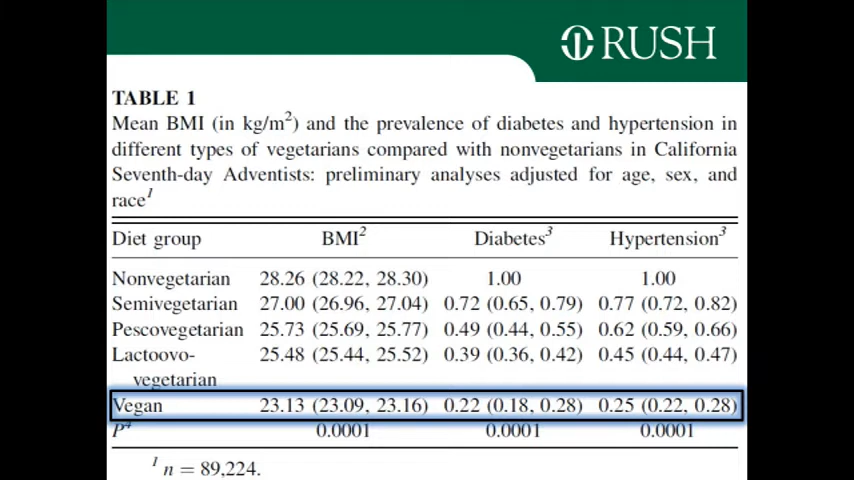 RUSH
TABLE 1
Mean BMI (in kg/m²) and the prevalence of diabetes and hypertension in
different types of vegetarians compared with nonvegetarians in California
Seventh-day Adventists: preliminary analyses adjusted for age, sex, and
race¹
Diet group BMI² Diabetes³ Hypertension³
Nonvegetarian 28.26 (28.22, 28.30) 1.00 1.00
Semivegetarian 27.00 (26.96, 27.04) 0.72 (0.65, 0.79) 0.77 (0.72, 0.82)
Pescovegetarian 25.73 (25.69, 25.77) 0.49 (0.44, 0.55) 0.62 (0.59, 0.66)
Lactoovo- 25.48 (25.44, 25.52) 0.39 (0.36, 0.42) 0.45 (0.44, 0.47)
vegetarian
Vegan 23.13 (23.09, 23.16) 0.22 (0.18, 0.28) 0.25 (0.22, 0.28)
P⁴ 0.0001 0.0001 0.0001
¹ n = 89,224.